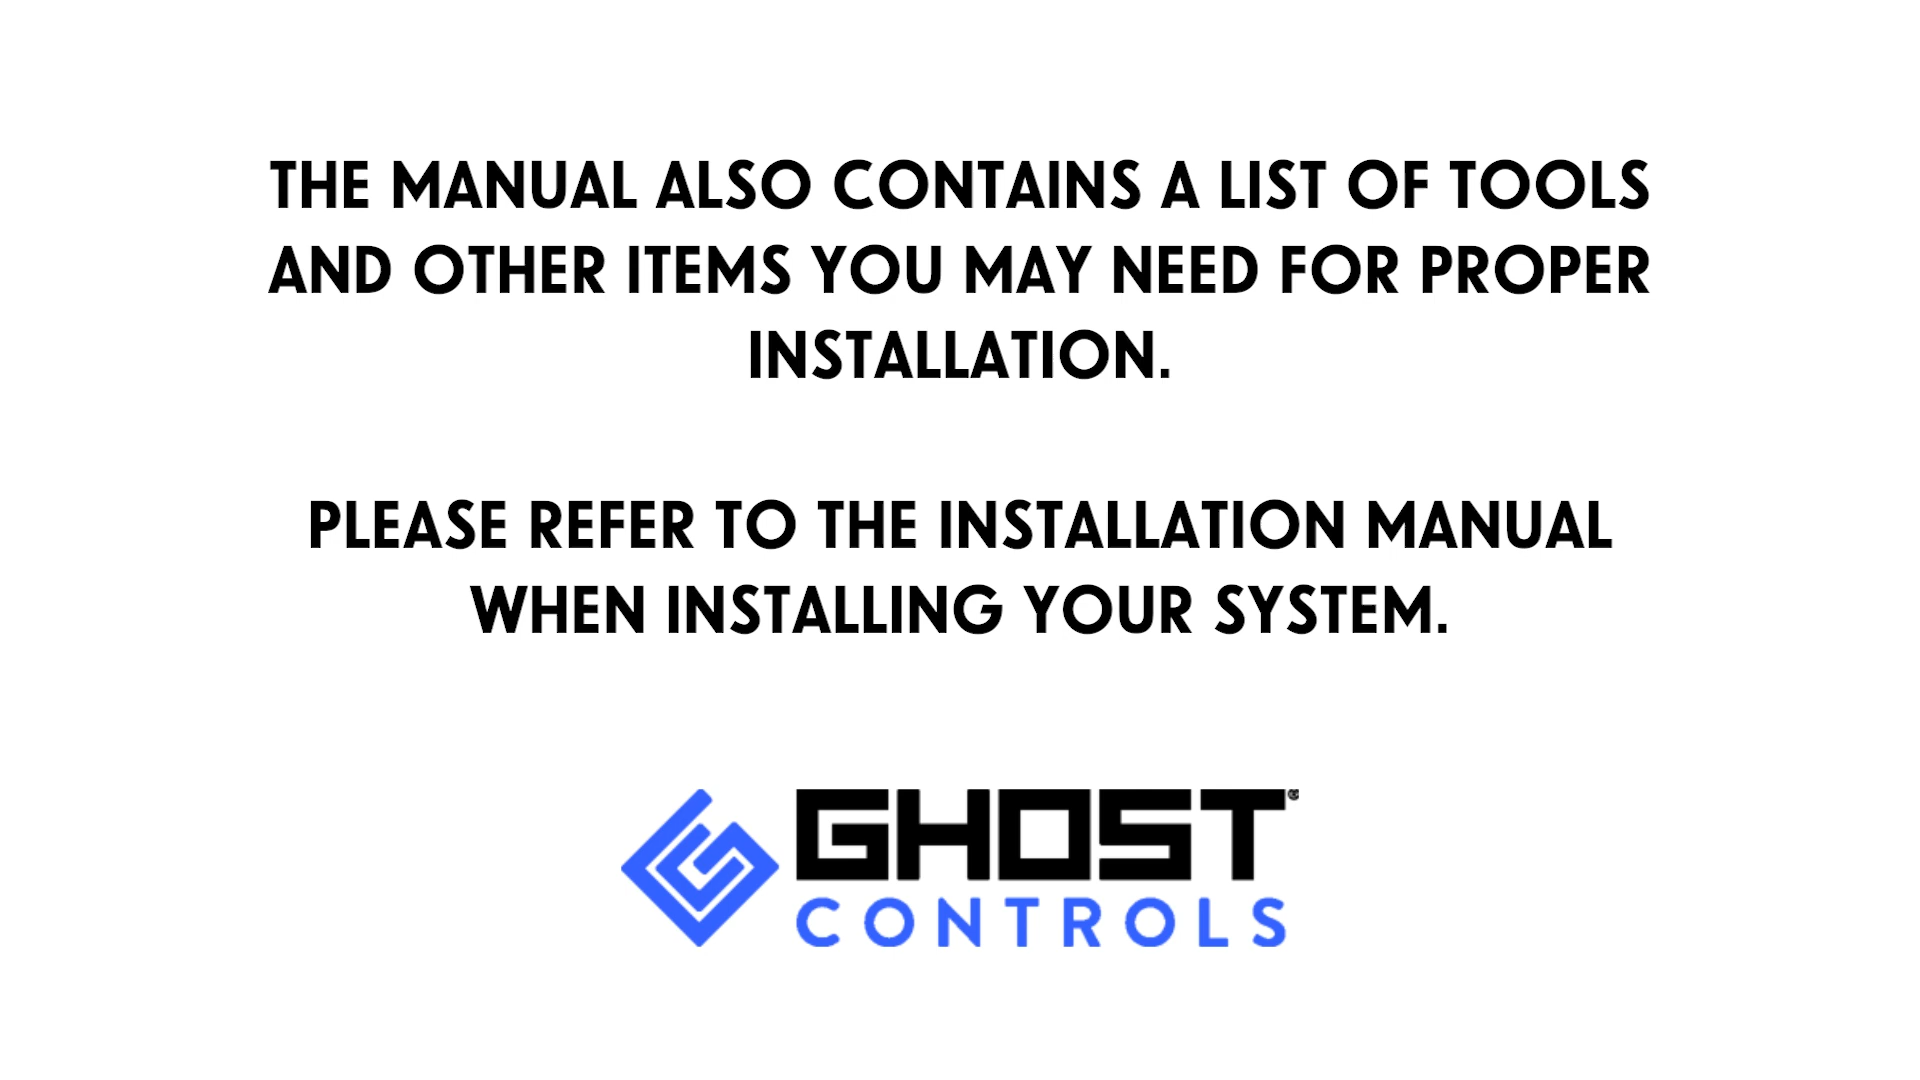 THE MANUAL ALSO CONTAINS A LIST OF TOOLS
AND OTHER ITEMS YOU MAY NEED FOR PROPER
INSTALLATION.
PLEASE REFER TO THE INSTALLATION MANUAL
WHEN INSTALLING YOUR SYSTEM.
GHOST
CONTROLS